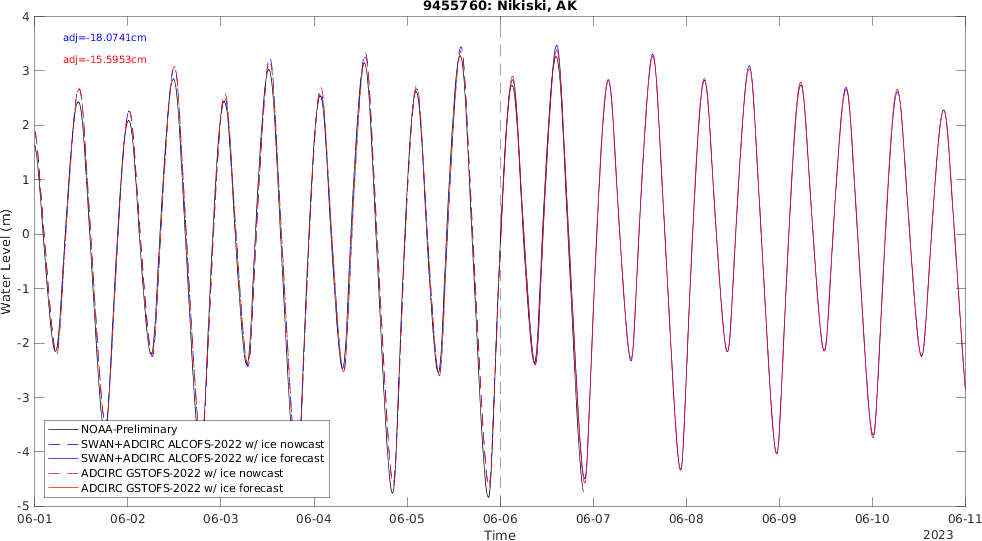 9455760: Nikiski, AK
adj=-18.0741cm
adj=-15.5953cm
4
3
2
1
0
-1
-2
-3
-4
-5
Water Level (m)
NOAA-Preliminary
SWAN+ADCIRC ALCOFS-2022 w/ ice nowcast
SWAN+ADCIRC ALCOFS-2022 w/ ice forecast
ADCIRC GSTOFS-2022 w/ ice nowcast
ADCIRC GSTOFS-2022 w/ ice forecast
06-01 06-02 06-03 06-04 06-05 06-06 06-07 06-08 06-09 06-10 06-11
Time
2023